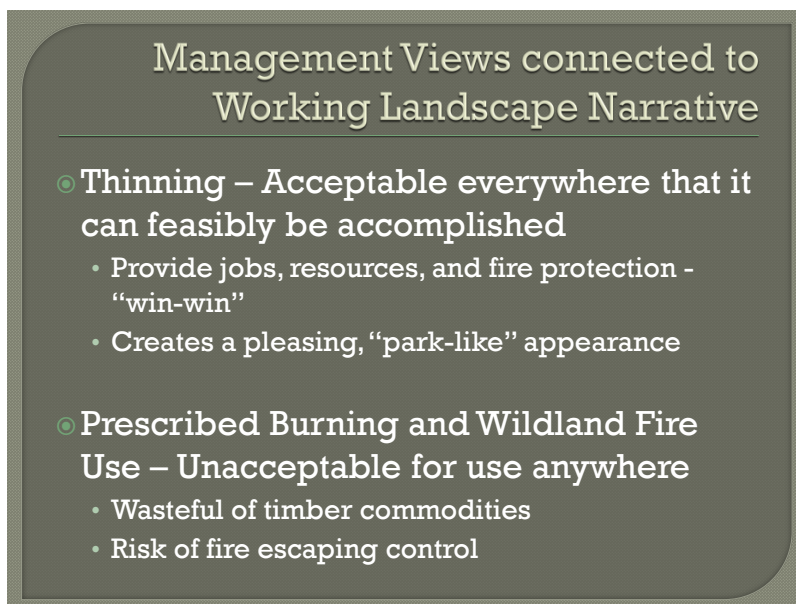 Management Views connected to
Working Landscape Narrative
Thinning – Acceptable everywhere that it
can feasibly be accomplished
• Provide jobs, resources, and fire protection -
“win-win”
• Creates a pleasing, “park-like” appearance
Prescribed Burning and Wildland Fire
Use – Unacceptable for use anywhere
• Wasteful of timber commodities
• Risk of fire escaping control